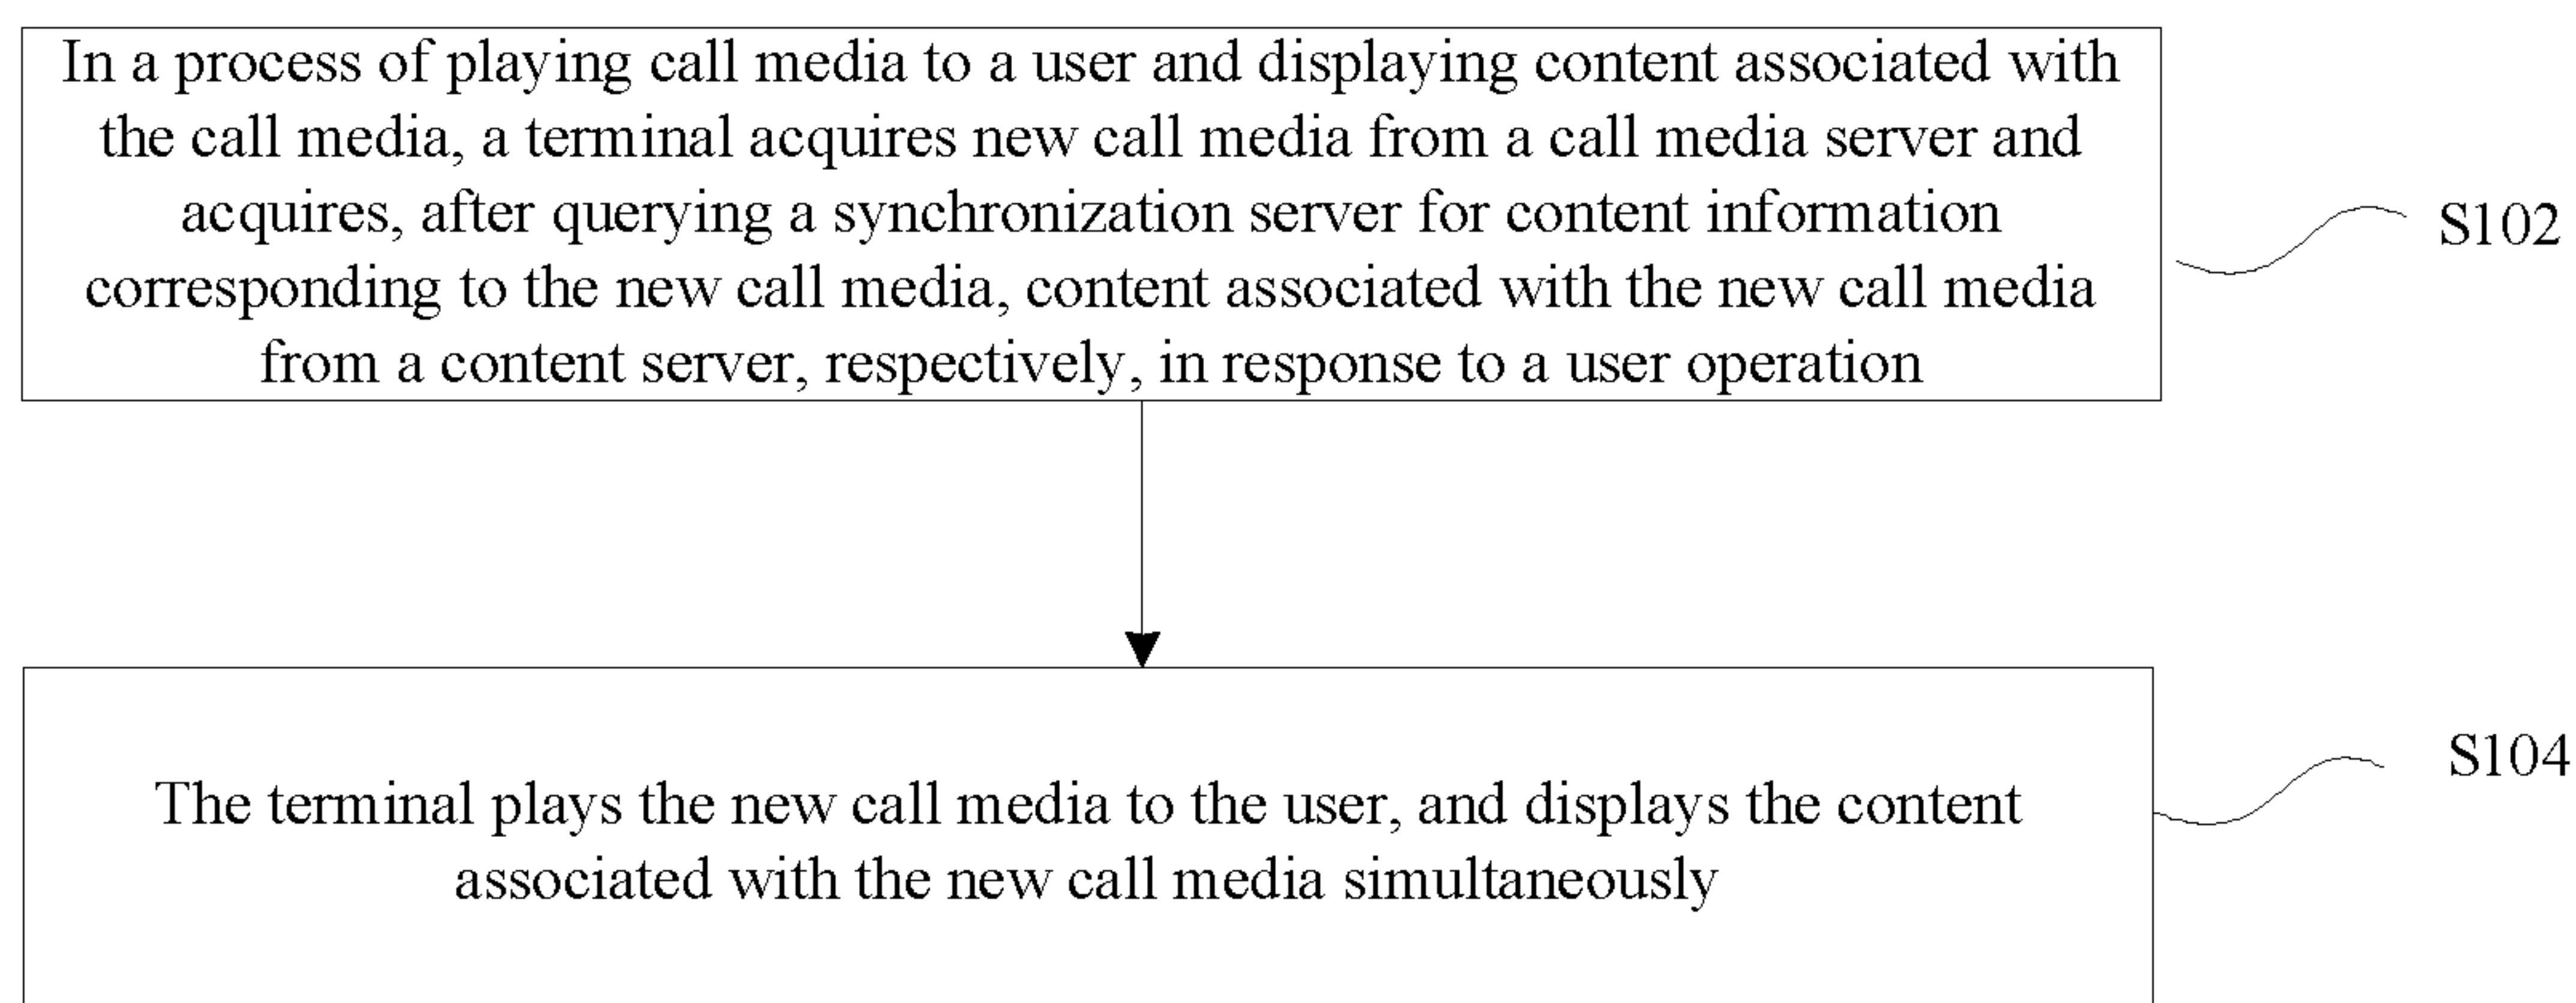 In a process of playing call media to a user and displaying content associated with
the call media, a terminal acquires new call media from a call media server and
acquires, after querying a synchronization server for content information
corresponding to the new call media, content associated with the new call media
from a content server, respectively, in response to a user operation
S102
The terminal plays the new call media to the user, and displays the content
associated with the new call media simultaneously
S104